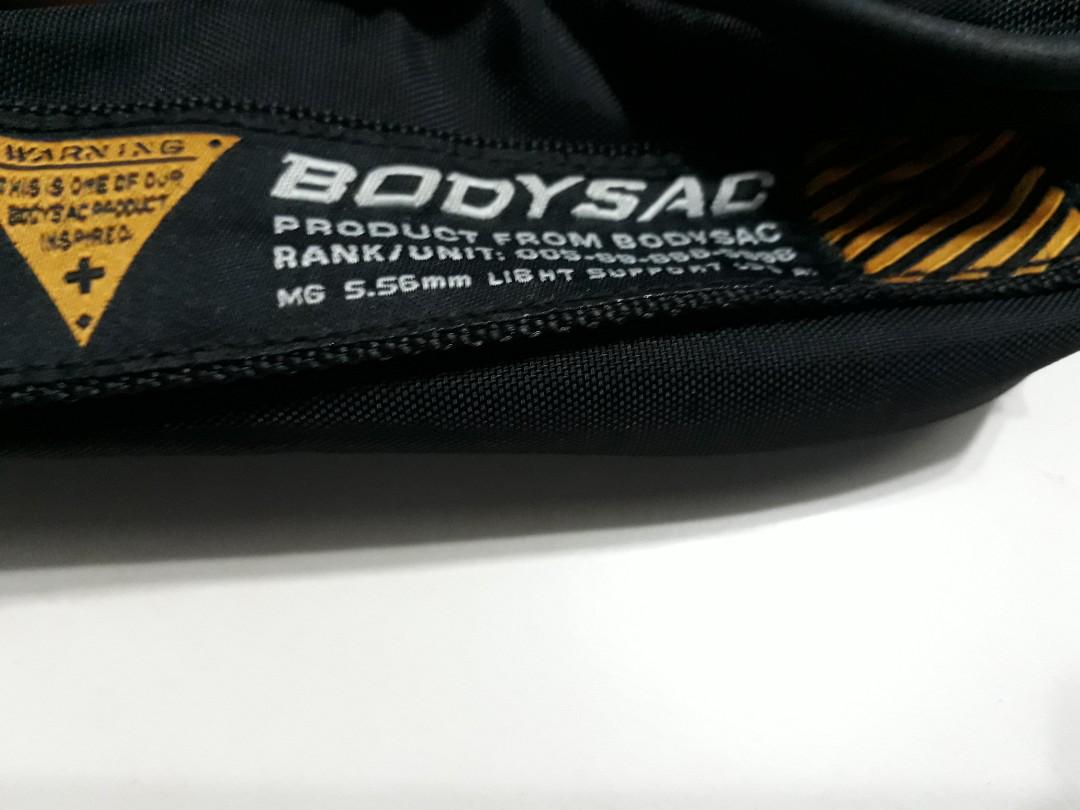 WARNING
THIS IS ONE OF OUR
BODYSAC PRODUCT
INSPIRED.
BODYSAC
PRODUCT FROM BODYSAC
RANK/UNIT:
MG 5.56mm LIGHT SUPPORT